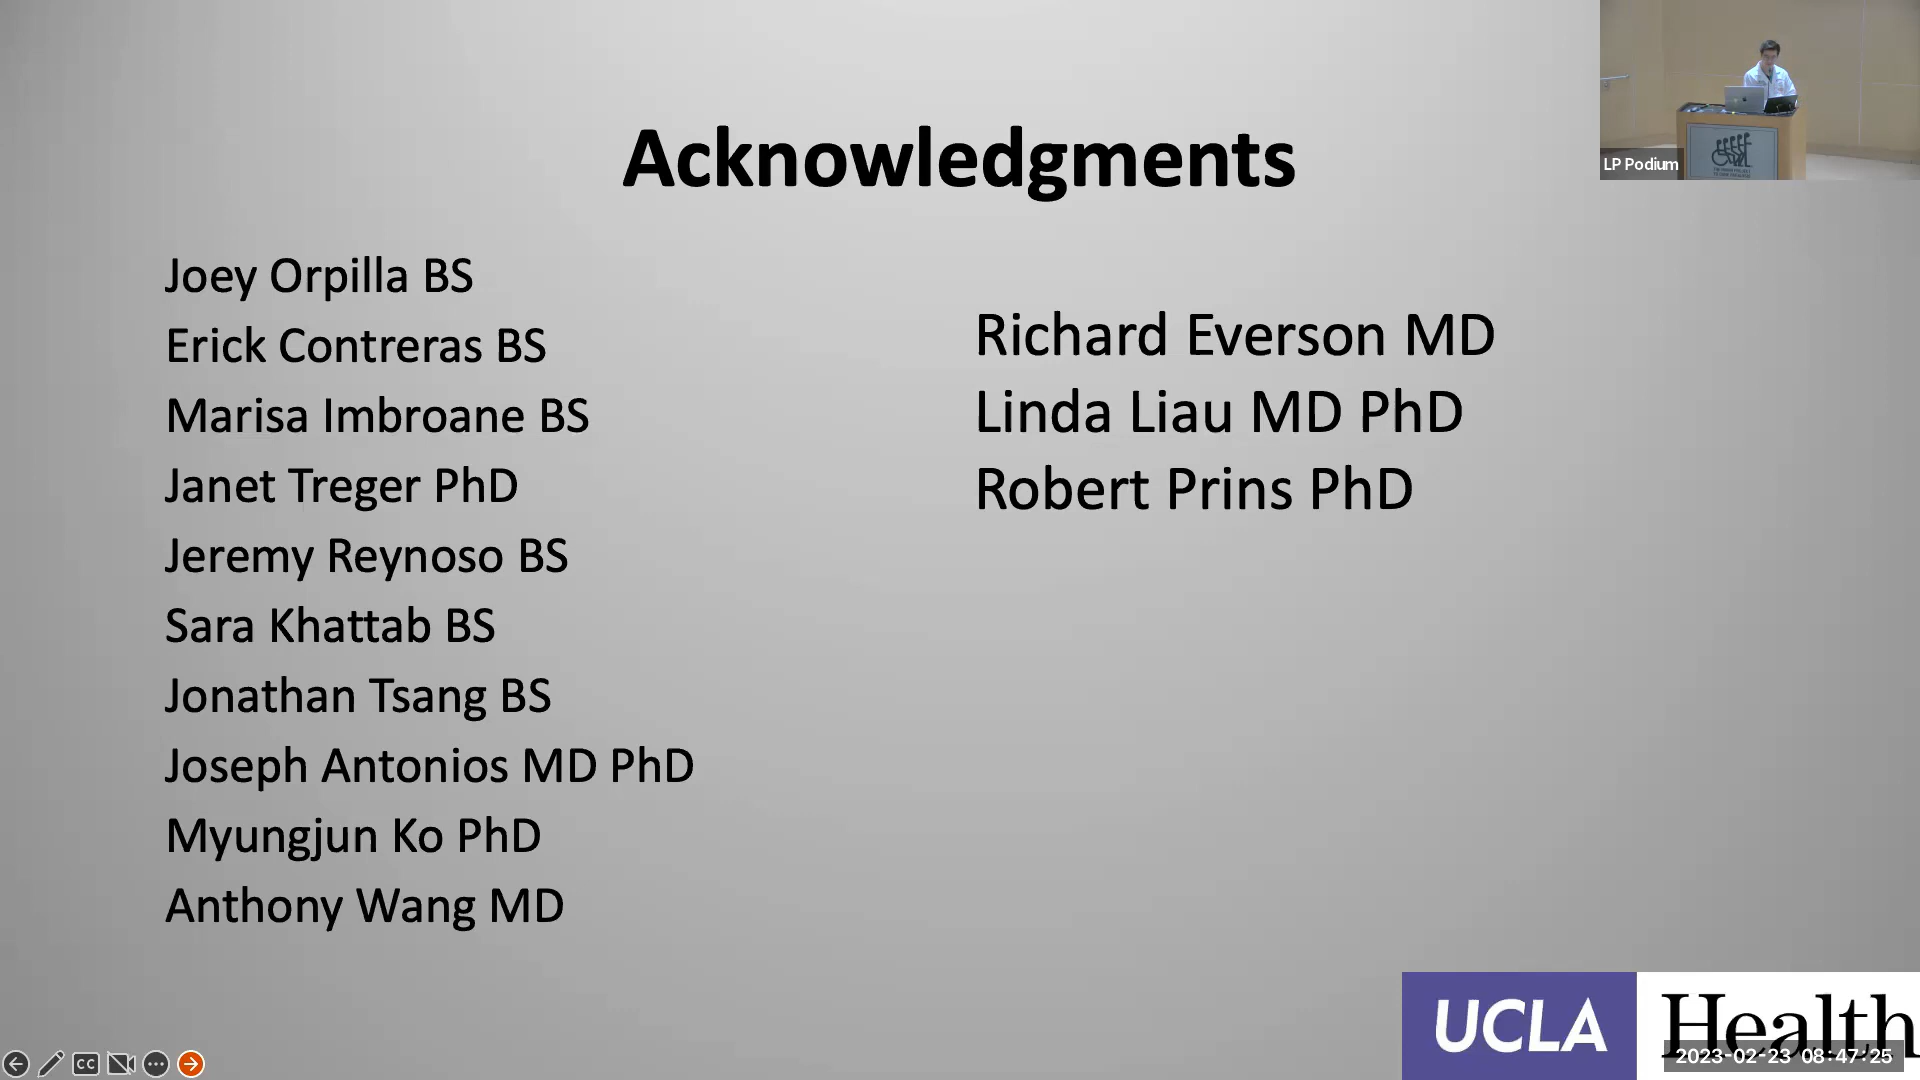 Acknowledgments
Joey Orpilla BS
Erick Contreras BS
Marisa Imbroane BS
Janet Treger PhD
Jeremy Reynoso BS
Sara Khattab BS
Jonathan Tsang BS
Joseph Antonios MD PhD
Myungjun Ko PhD
Anthony Wang MD
Richard Everson MD
Linda Liau MD PhD
Robert Prins PhD
LP Podium
UCLA Health
2023-02-23 08:47:25
CC